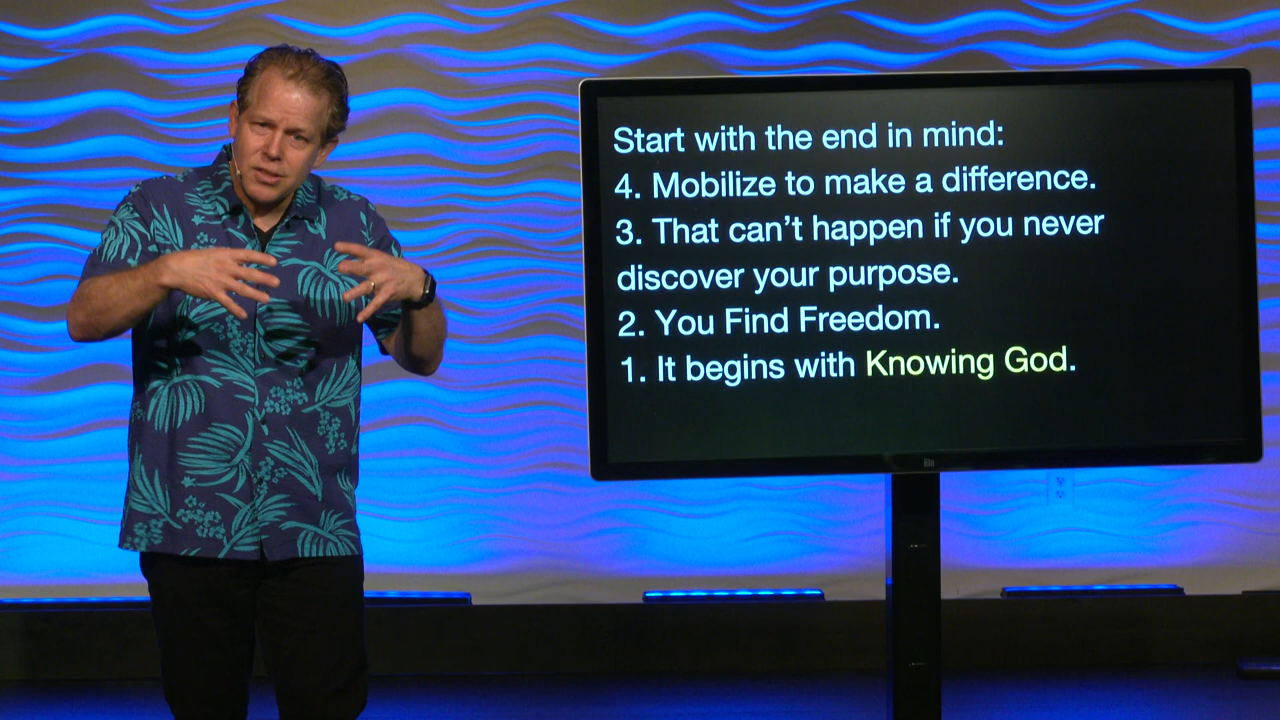 Start with the end in mind:
4. Mobilize to make a difference.
3. That can't happen if you never
discover your purpose.
2. You Find Freedom.
1. It begins with Knowing God.
elo